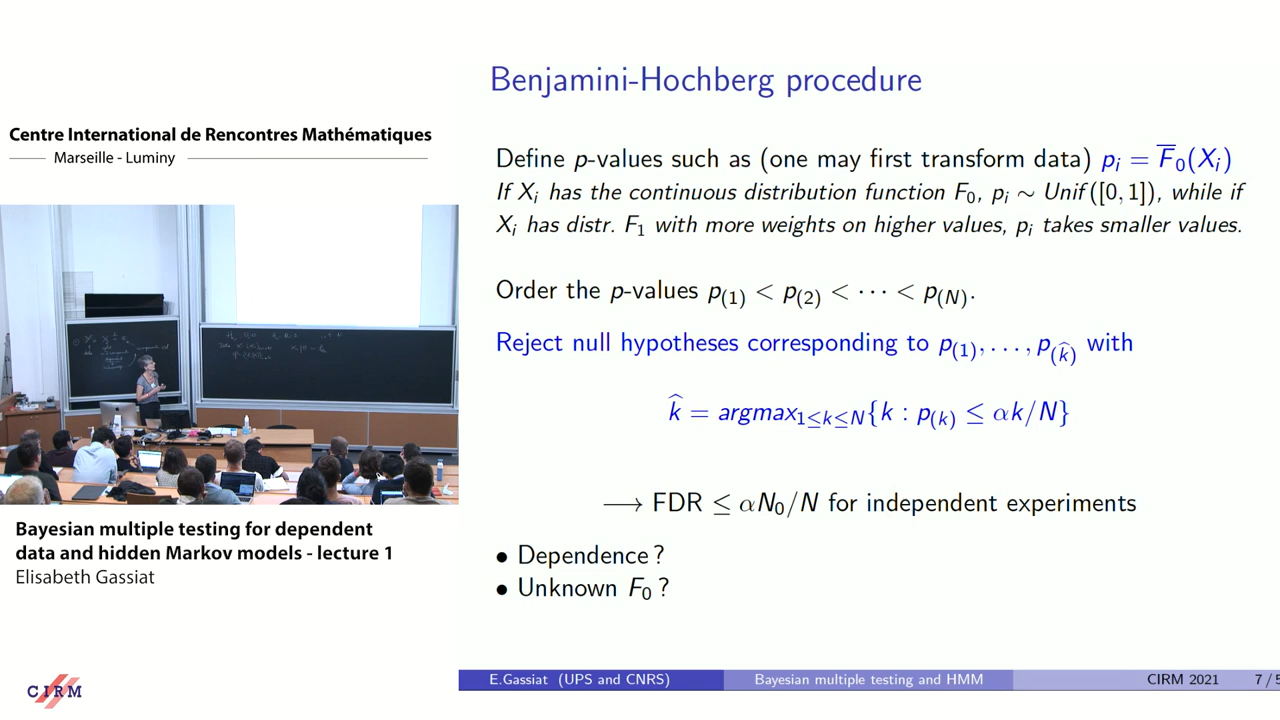 Centre International de Rencontres Mathématiques
Marseille - Luminy
Bayesian multiple testing for dependent
data and hidden Markov models - lecture 1
Elisabeth Gassiat
CIRM
Benjamini-Hochberg procedure
Define p-values such as (one may first transform data) p_i = F̅_0(X_i)
If X_i has the continuous distribution function F_0, p_i ∼ Unif([0, 1]), while if
X_i has distr. F_1 with more weights on higher values, p_i takes smaller values.
Order the p-values p_(1) < p_(2) < ⋯ < p_(N).
Reject null hypotheses corresponding to p_(1), . . . , p_(k̂) with
k̂ = argmax_{1≤k≤N}{k : p_(k) ≤ αk/N}
⟶ FDR ≤ αN_0/N for independent experiments
• Dependence ?
• Unknown F_0 ?
E.Gassiat (UPS and CNRS) Bayesian multiple testing and HMM CIRM 2021 7 / 5